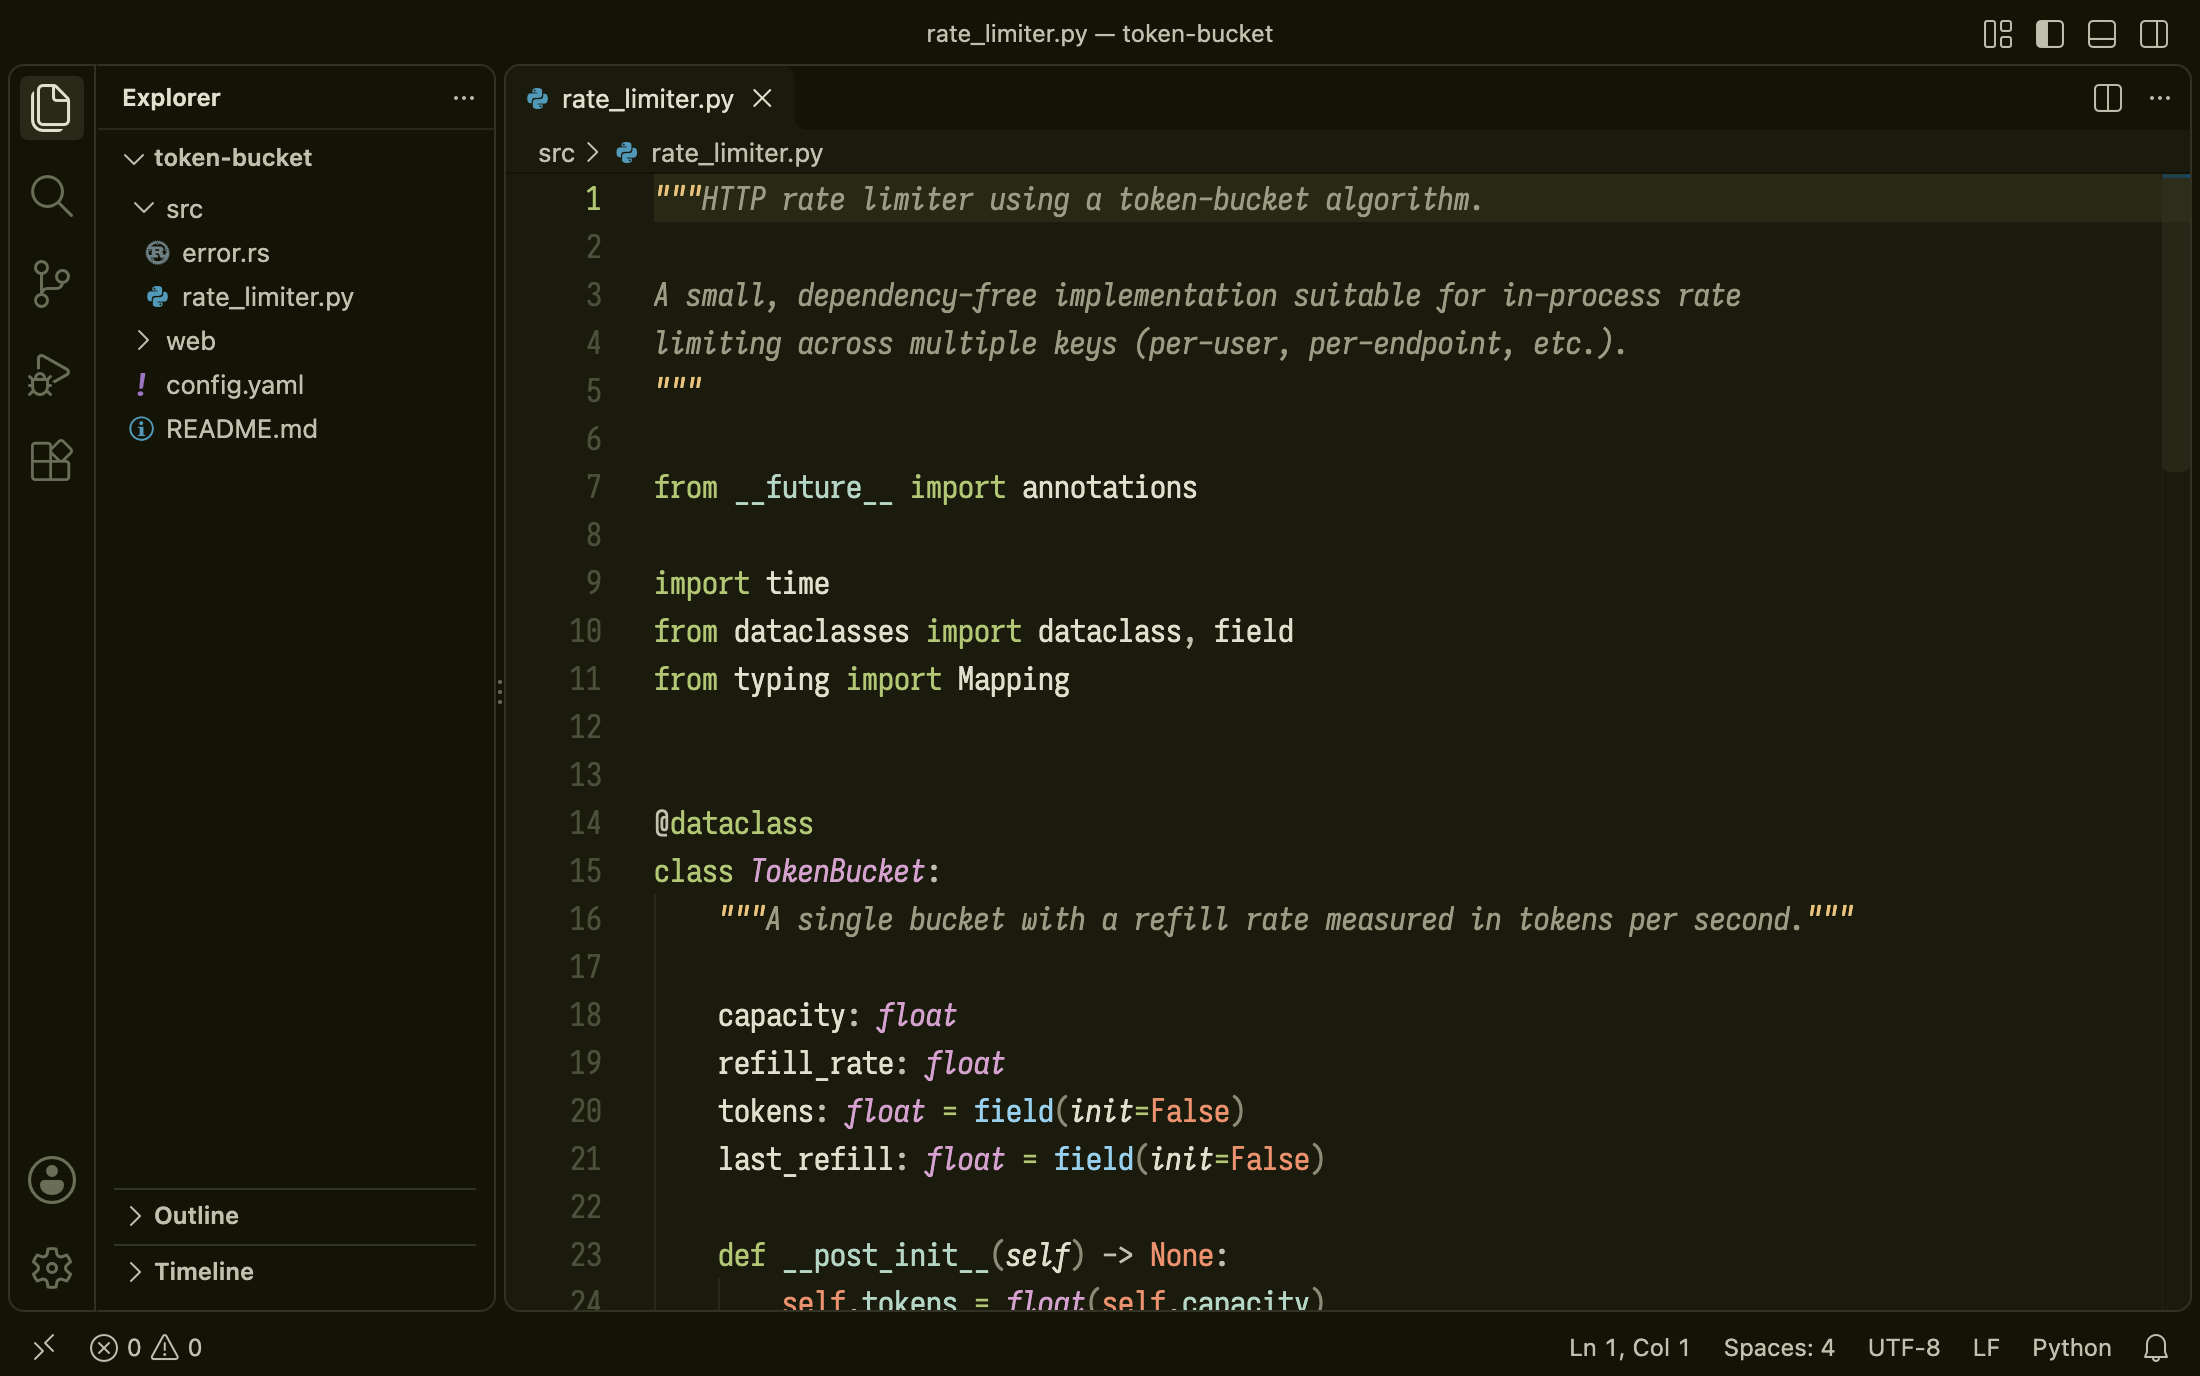 rate_limiter.py — token-bucket
Explorer
token-bucket
src
error.rs
rate_limiter.py
web
config.yaml
README.md
Outline
Timeline
rate_limiter.py
src > rate_limiter.py
1 """HTTP rate limiter using a token-bucket algorithm.
2
3 A small, dependency-free implementation suitable for in-process rate
4 limiting across multiple keys (per-user, per-endpoint, etc.).
5 """
6
7 from __future__ import annotations
8
9 import time
10 from dataclasses import dataclass, field
11 from typing import Mapping
12
13
14 @dataclass
15 class TokenBucket:
16     """A single bucket with a refill rate measured in tokens per second."""
17
18     capacity: float
19     refill_rate: float
20     tokens: float = field(init=False)
21     last_refill: float = field(init=False)
22
23     def __post_init__(self) -> None:
24         self.tokens = float(self.capacity)
0 0
Ln 1, Col 1 Spaces: 4 UTF-8 LF Python